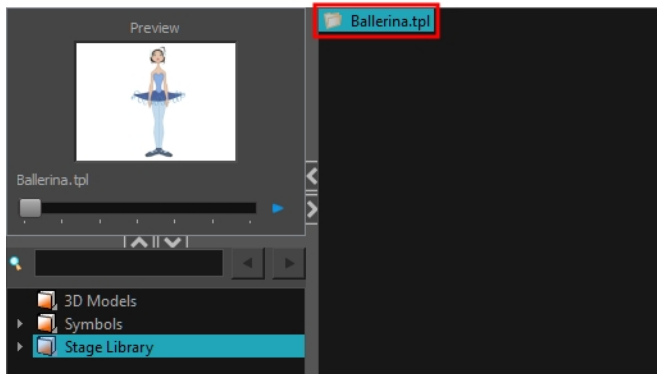 Preview
Ballerina.tpl
Ballerina.tpl
3D Models
Symbols
Stage Library